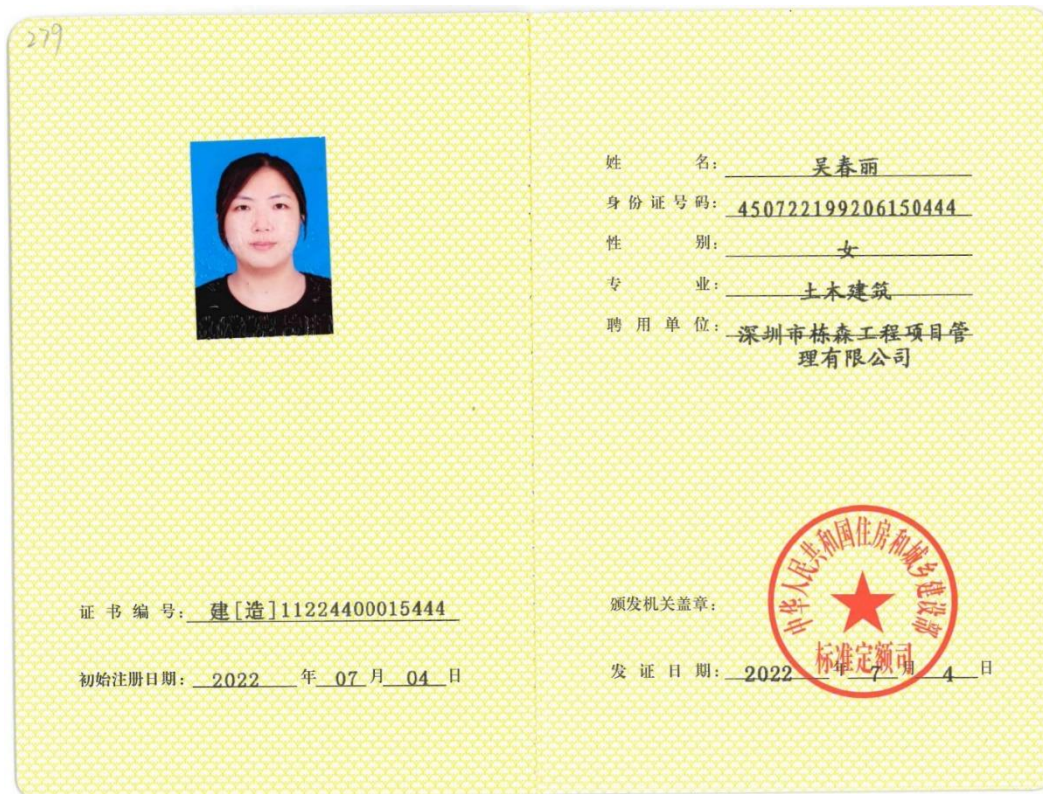 279
姓名：吴春丽
身份证号码：450722199206150444
性别：女
专业：土木建筑
聘用单位：深圳市栋森工程项目管
理有限公司
证书编号：建[造]11224400015444
初始注册日期：2022年07月04日
颁发机关盖章：
中华人民共和国住房和城乡建设部
标准定额司
发证日期：2022年7月4日